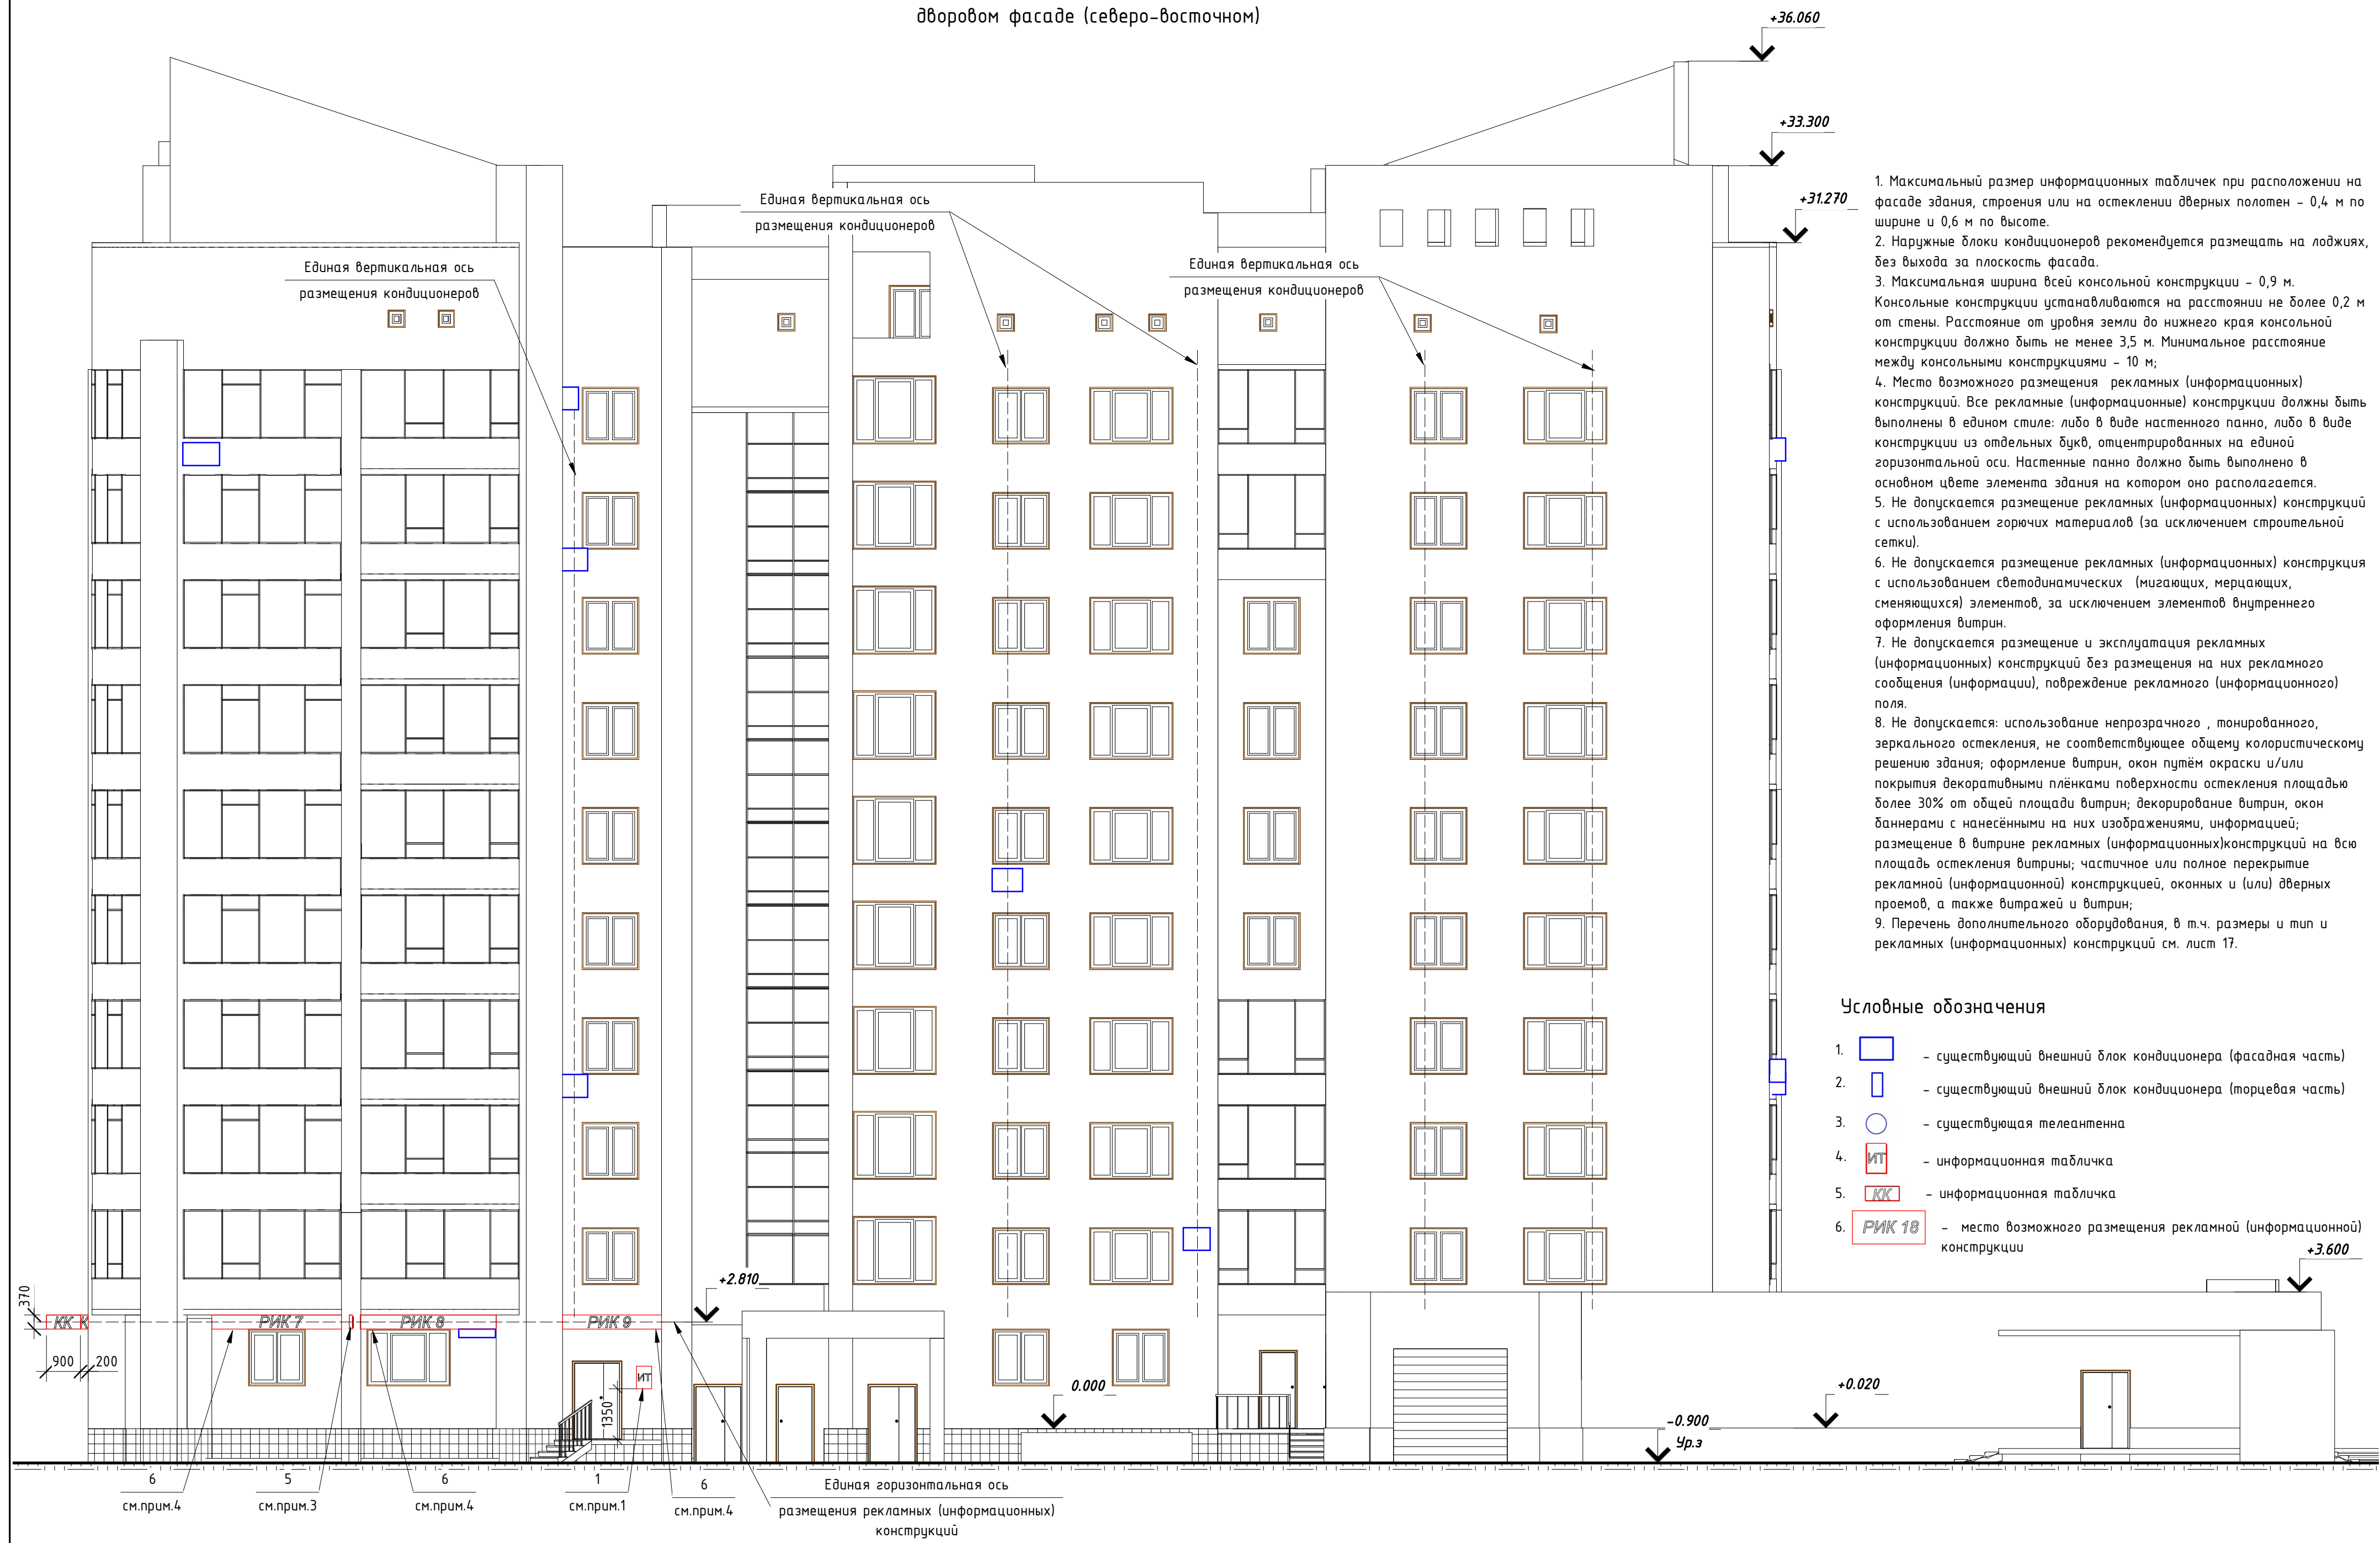 дворовом фасаде (северо-восточном)
+36.060
+33.300
+31.270
Единая вертикальная ось
размещения кондиционеров
Единая вертикальная ось
размещения кондиционеров
Единая вертикальная ось
размещения кондиционеров
1. Максимальный размер информационных табличек при расположении на
фасаде здания, строения или на остеклении дверных полотен - 0,4 м по
ширине и 0,6 м по высоте.
2. Наружные блоки кондиционеров рекомендуется размещать на лоджиях,
без выхода за плоскость фасада.
3. Максимальная ширина всей консольной конструкции - 0,9 м.
Консольные конструкции устанавливаются на расстоянии не более 0,2 м
от стены. Расстояние от уровня земли до нижнего края консольной
конструкции должно быть не менее 3,5 м. Минимальное расстояние
между консольными конструкциями - 10 м;
4. Место возможного размещения рекламных (информационных)
конструкций. Все рекламные (информационные) конструкции должны быть
выполнены в едином стиле: либо в виде настенного панно, либо в виде
конструкции из отдельных букв, отцентрированных на единой
горизонтальной оси. Настенные панно должно быть выполнено в
основном цвете элемента здания на котором оно располагается.
5. Не допускается размещение рекламных (информационных) конструкций
с использованием горючих материалов (за исключением строительной
сетки).
6. Не допускается размещение рекламных (информационных) конструкция
с использованием светодинамических (мигающих, мерцающих,
сменяющихся) элементов, за исключением элементов внутреннего
оформления витрин.
7. Не допускается размещение и эксплуатация рекламных
(информационных) конструкций без размещения на них рекламного
сообщения (информации), повреждение рекламного (информационного)
поля.
8. Не допускается: использование непрозрачного , тонированного,
зеркального остекления, не соответствующее общему колористическому
решению здания; оформление витрин, окон путём окраски и/или
покрытия декоративными плёнками поверхности остекления площадью
более 30% от общей площади витрин; декорирование витрин, окон
баннерами с нанесёнными на них изображениями, информацией;
размещение в витрине рекламных (информационных)конструкций на всю
площадь остекления витрины; частичное или полное перекрытие
рекламной (информационной) конструкцией, оконных и (или) дверных
проемов, а также витражей и витрин;
9. Перечень дополнительного оборудования, в т.ч. размеры и тип и
рекламных (информационных) конструкций см. лист 17.
Условные обозначения
1. - существующий внешний блок кондиционера (фасадная часть)
2. - существующий внешний блок кондиционера (торцевая часть)
3. - существующая телеантенна
4. ИТ - информационная табличка
5. КК - информационная табличка
6. РИК 18 - место возможного размещения рекламной (информационной)
конструкции
+3.600
+2.810
370
КК К РИК 7 РИК 8 РИК 9
900 200
ИТ
1350
0.000
+0.020
-0.900
Ур.з
6
см.прим.4
5
см.прим.3
6
см.прим.4
1
см.прим.1
6
см.прим.4
Единая горизонтальная ось
размещения рекламных (информационных)
конструкций